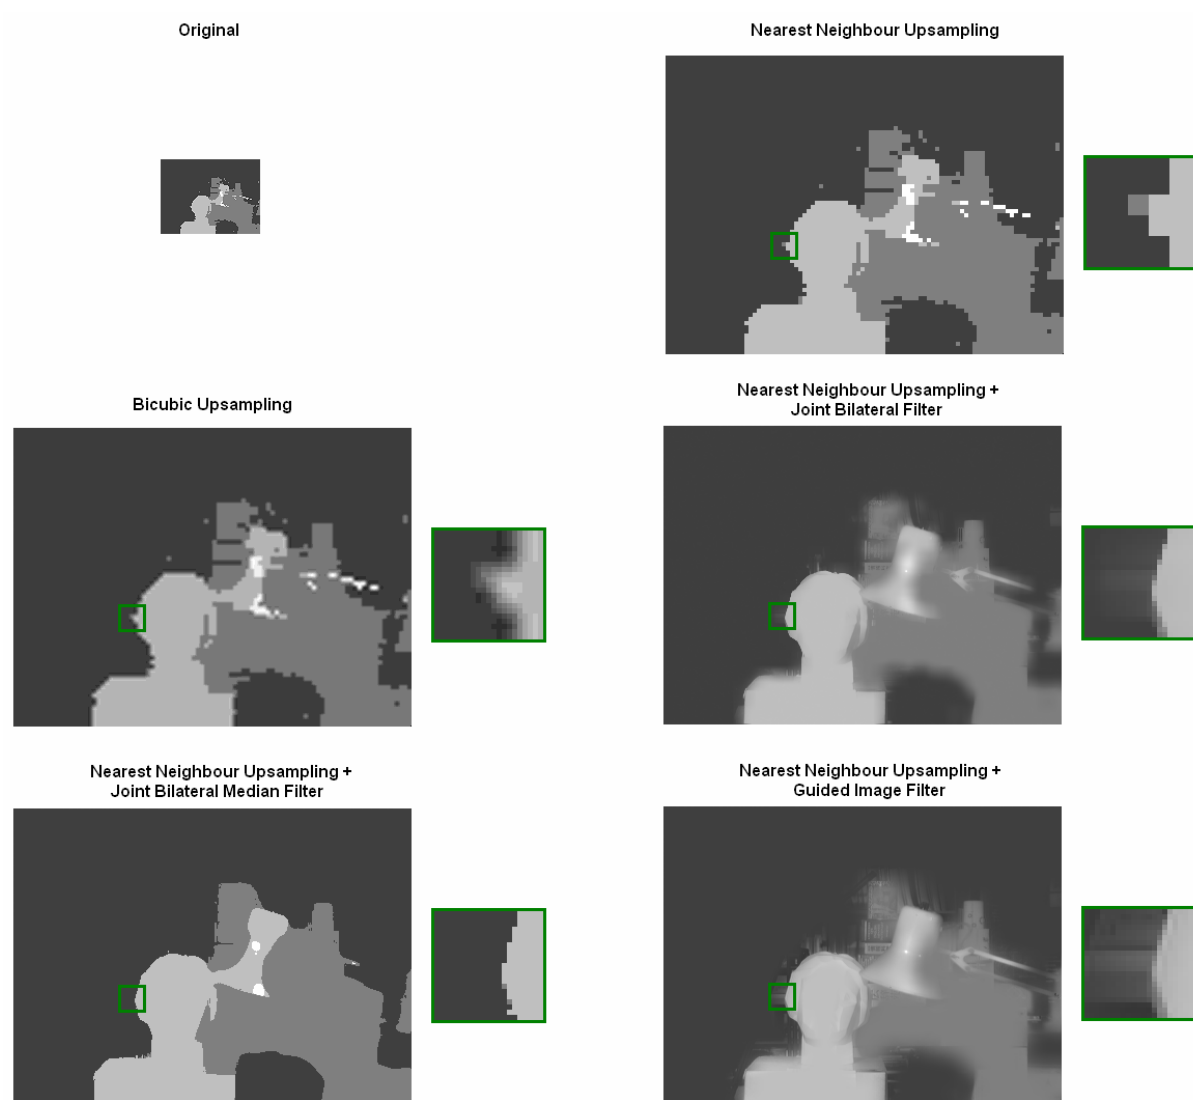 Original
Nearest Neighbour Upsampling
Bicubic Upsampling
Nearest Neighbour Upsampling +
Joint Bilateral Filter
Nearest Neighbour Upsampling +
Joint Bilateral Median Filter
Nearest Neighbour Upsampling +
Guided Image Filter